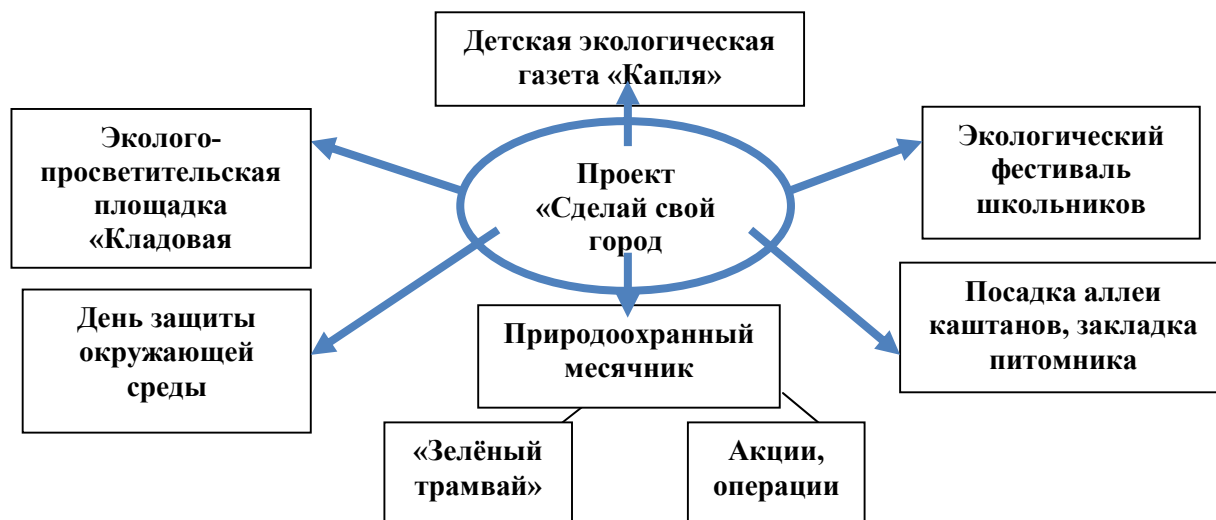 Детская экологическая
газета «Капля»
Эколого-
просветительская
площадка
«Кладовая
Проект
«Сделай свой
город
Экологический
фестиваль
школьников
День защиты
окружающей
среды
Природоохранный
месячник
Посадка аллеи
каштанов, закладка
питомника
«Зелёный
трамвай»
Акции,
операции